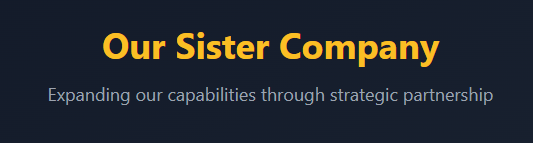 Our Sister Company
Expanding our capabilities through strategic partnership